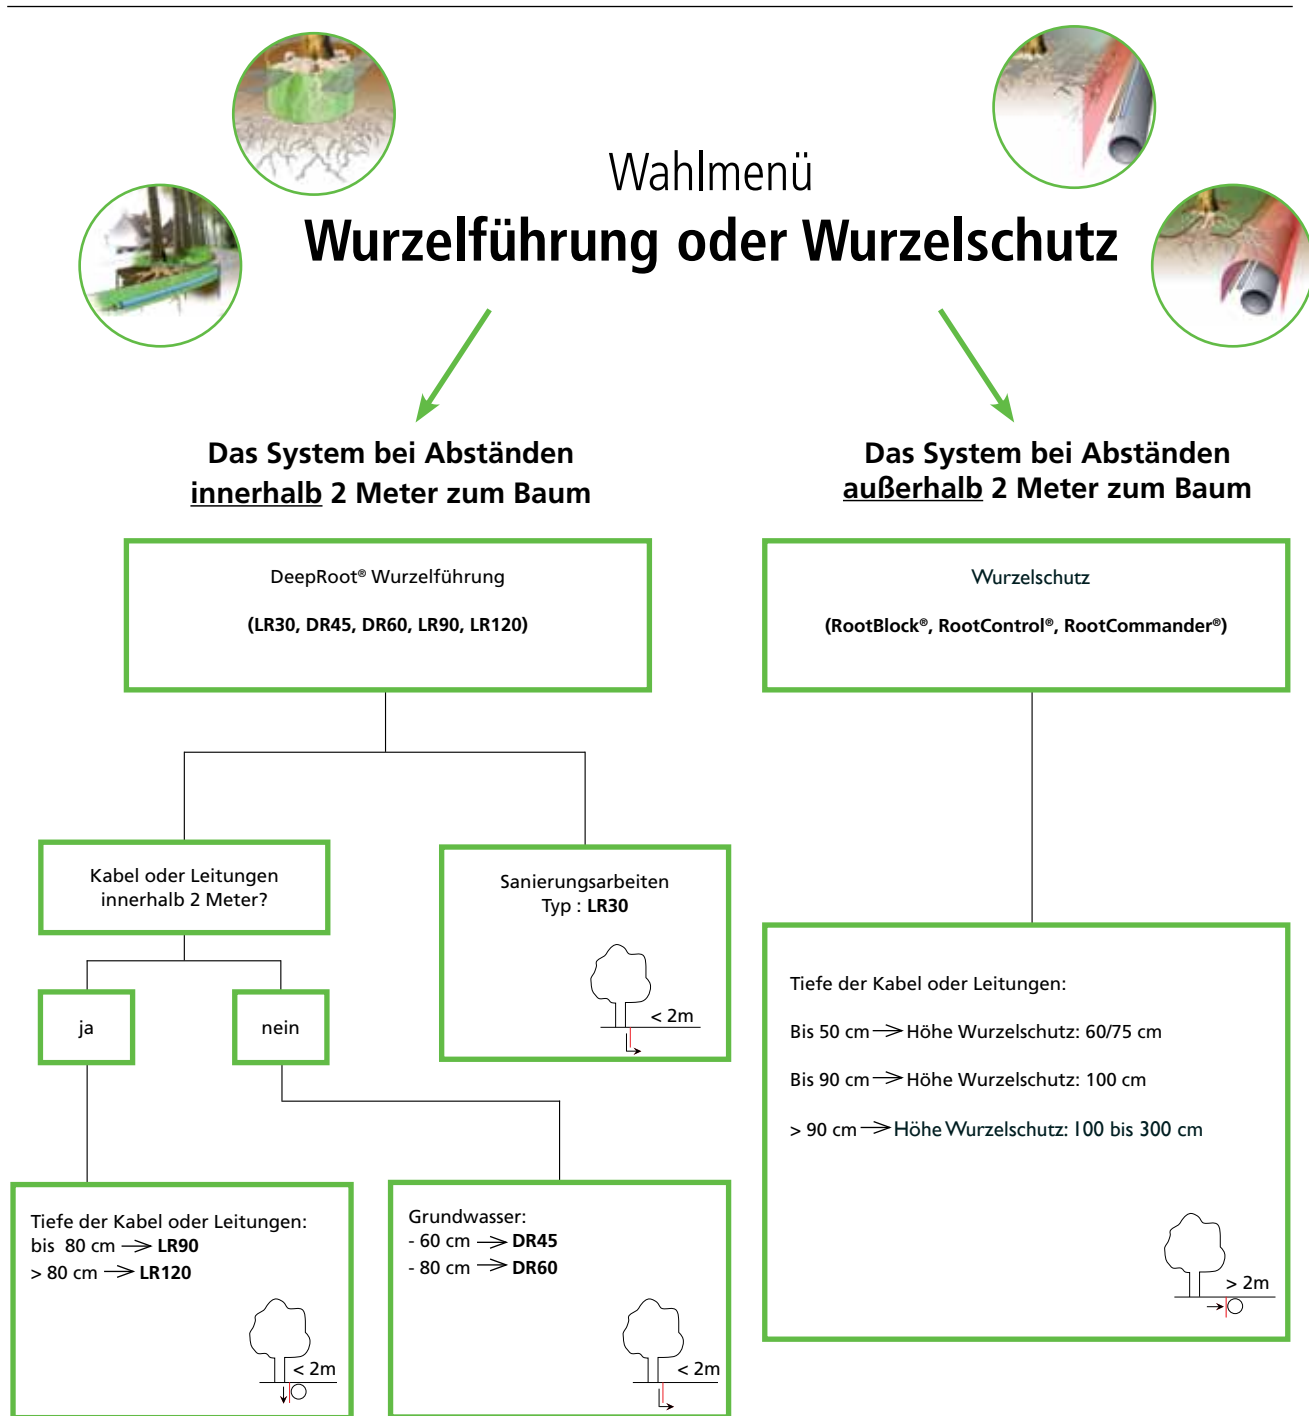 Wahlmenü
Wurzelführung oder Wurzelschutz
Das System bei Abständen
innerhalb 2 Meter zum Baum
DeepRoot® Wurzelführung
(LR30, DR45, DR60, LR90, LR120)
Kabel oder Leitungen
innerhalb 2 Meter?
ja
nein
Tiefe der Kabel oder Leitungen:
bis 80 cm → LR90
> 80 cm → LR120
< 2m
Grundwasser:
- 60 cm → DR45
- 80 cm → DR60
< 2m
Sanierungsarbeiten
Typ : LR30
< 2m
Das System bei Abständen
außerhalb 2 Meter zum Baum
Wurzelschutz
(RootBlock®, RootControl®, RootCommander®)
Tiefe der Kabel oder Leitungen:
Bis 50 cm → Höhe Wurzelschutz: 60/75 cm
Bis 90 cm → Höhe Wurzelschutz: 100 cm
> 90 cm → Höhe Wurzelschutz: 100 bis 300 cm
> 2m